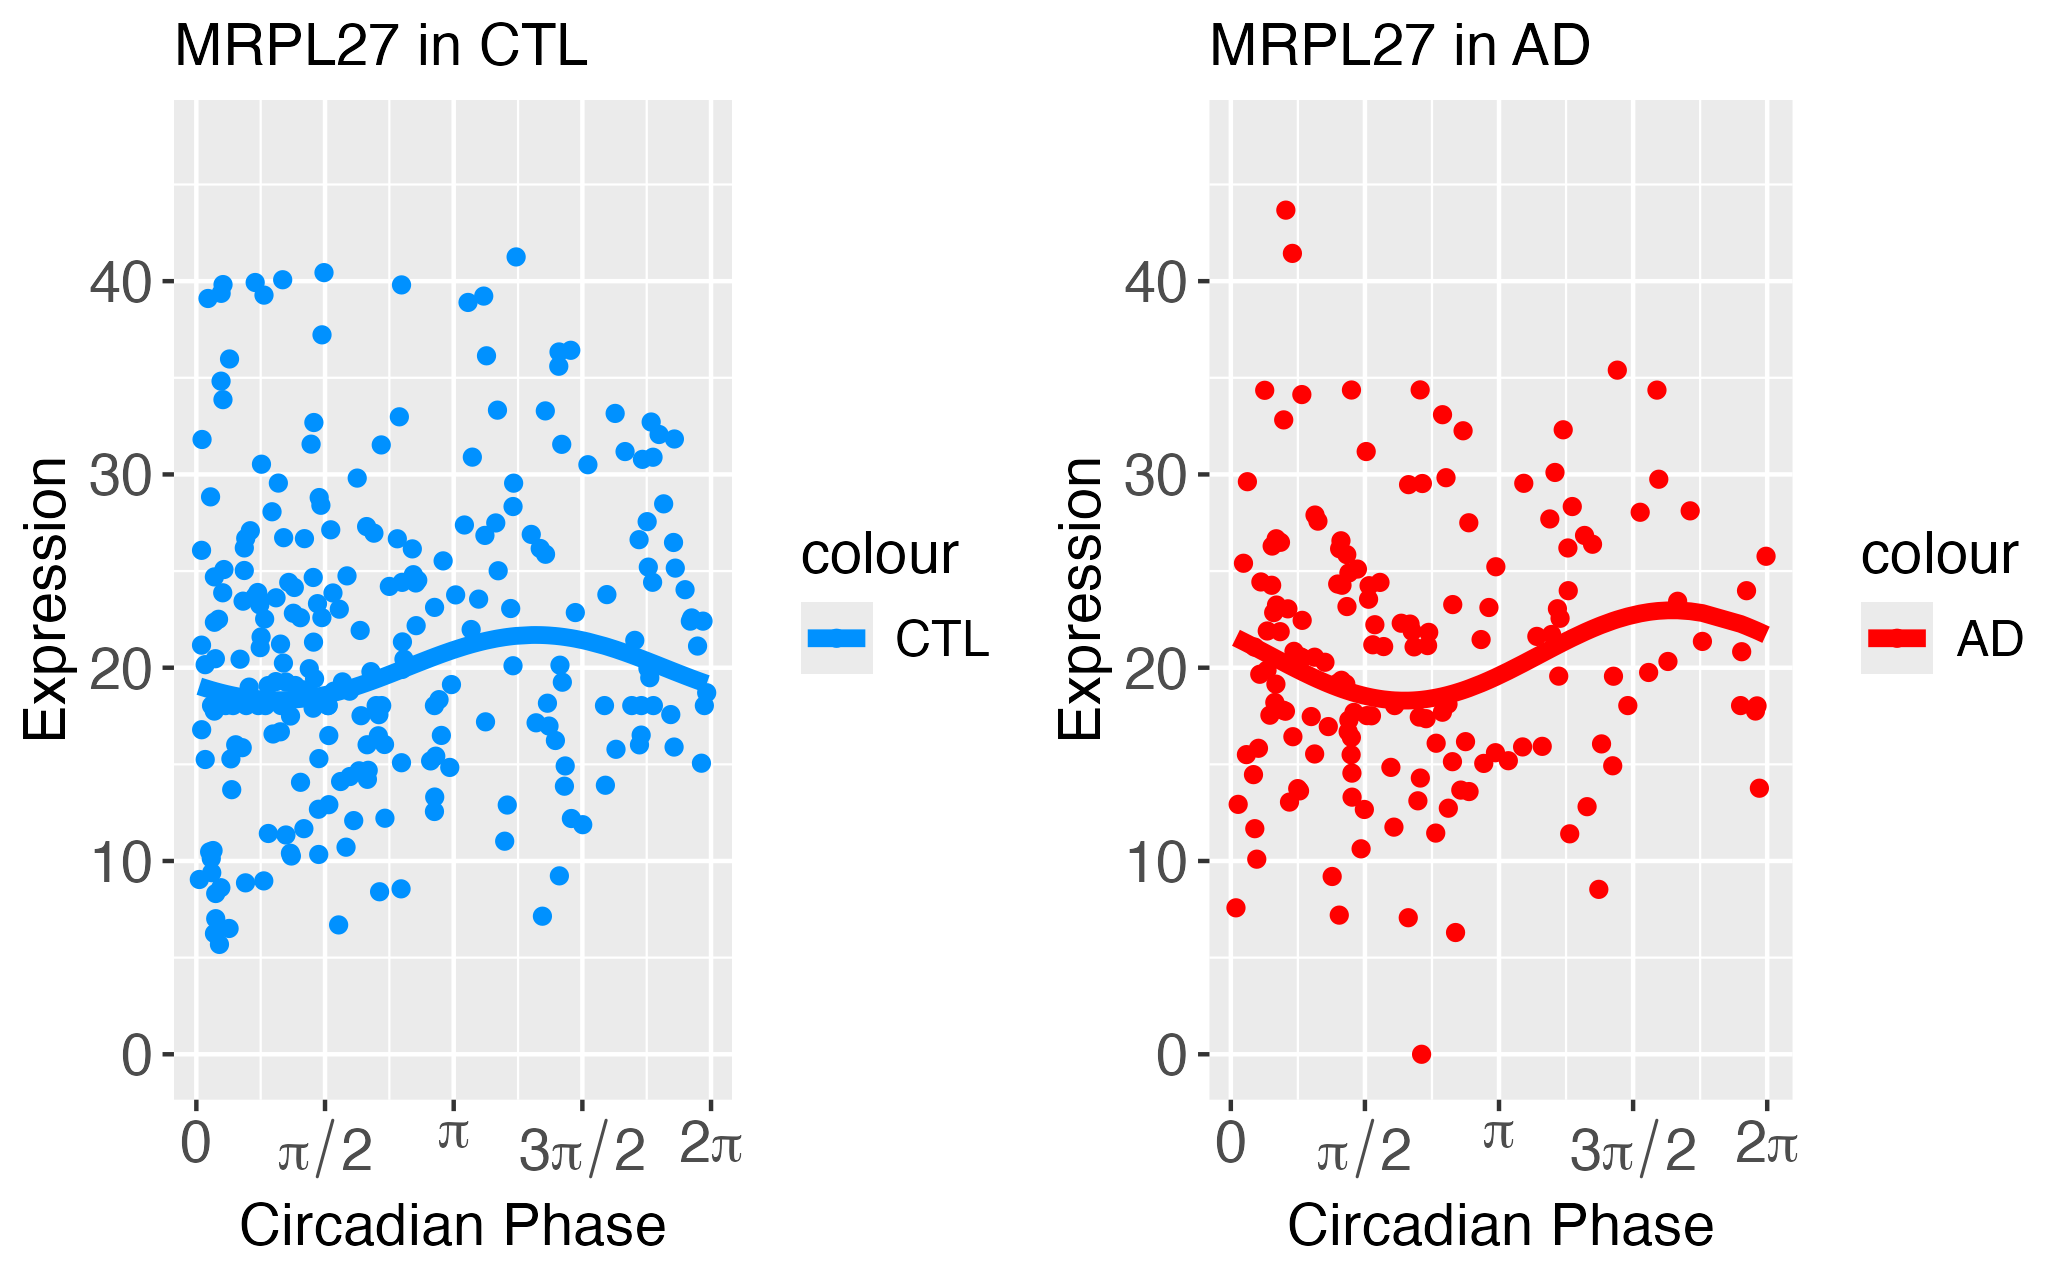 MRPL27 in CTL
Expression
40
30
20
10
0
0
π/2
π
3π/2
2π
Circadian Phase
colour
CTL
MRPL27 in AD
Expression
40
30
20
10
0
0
π/2
π
3π/2
2π
Circadian Phase
colour
AD